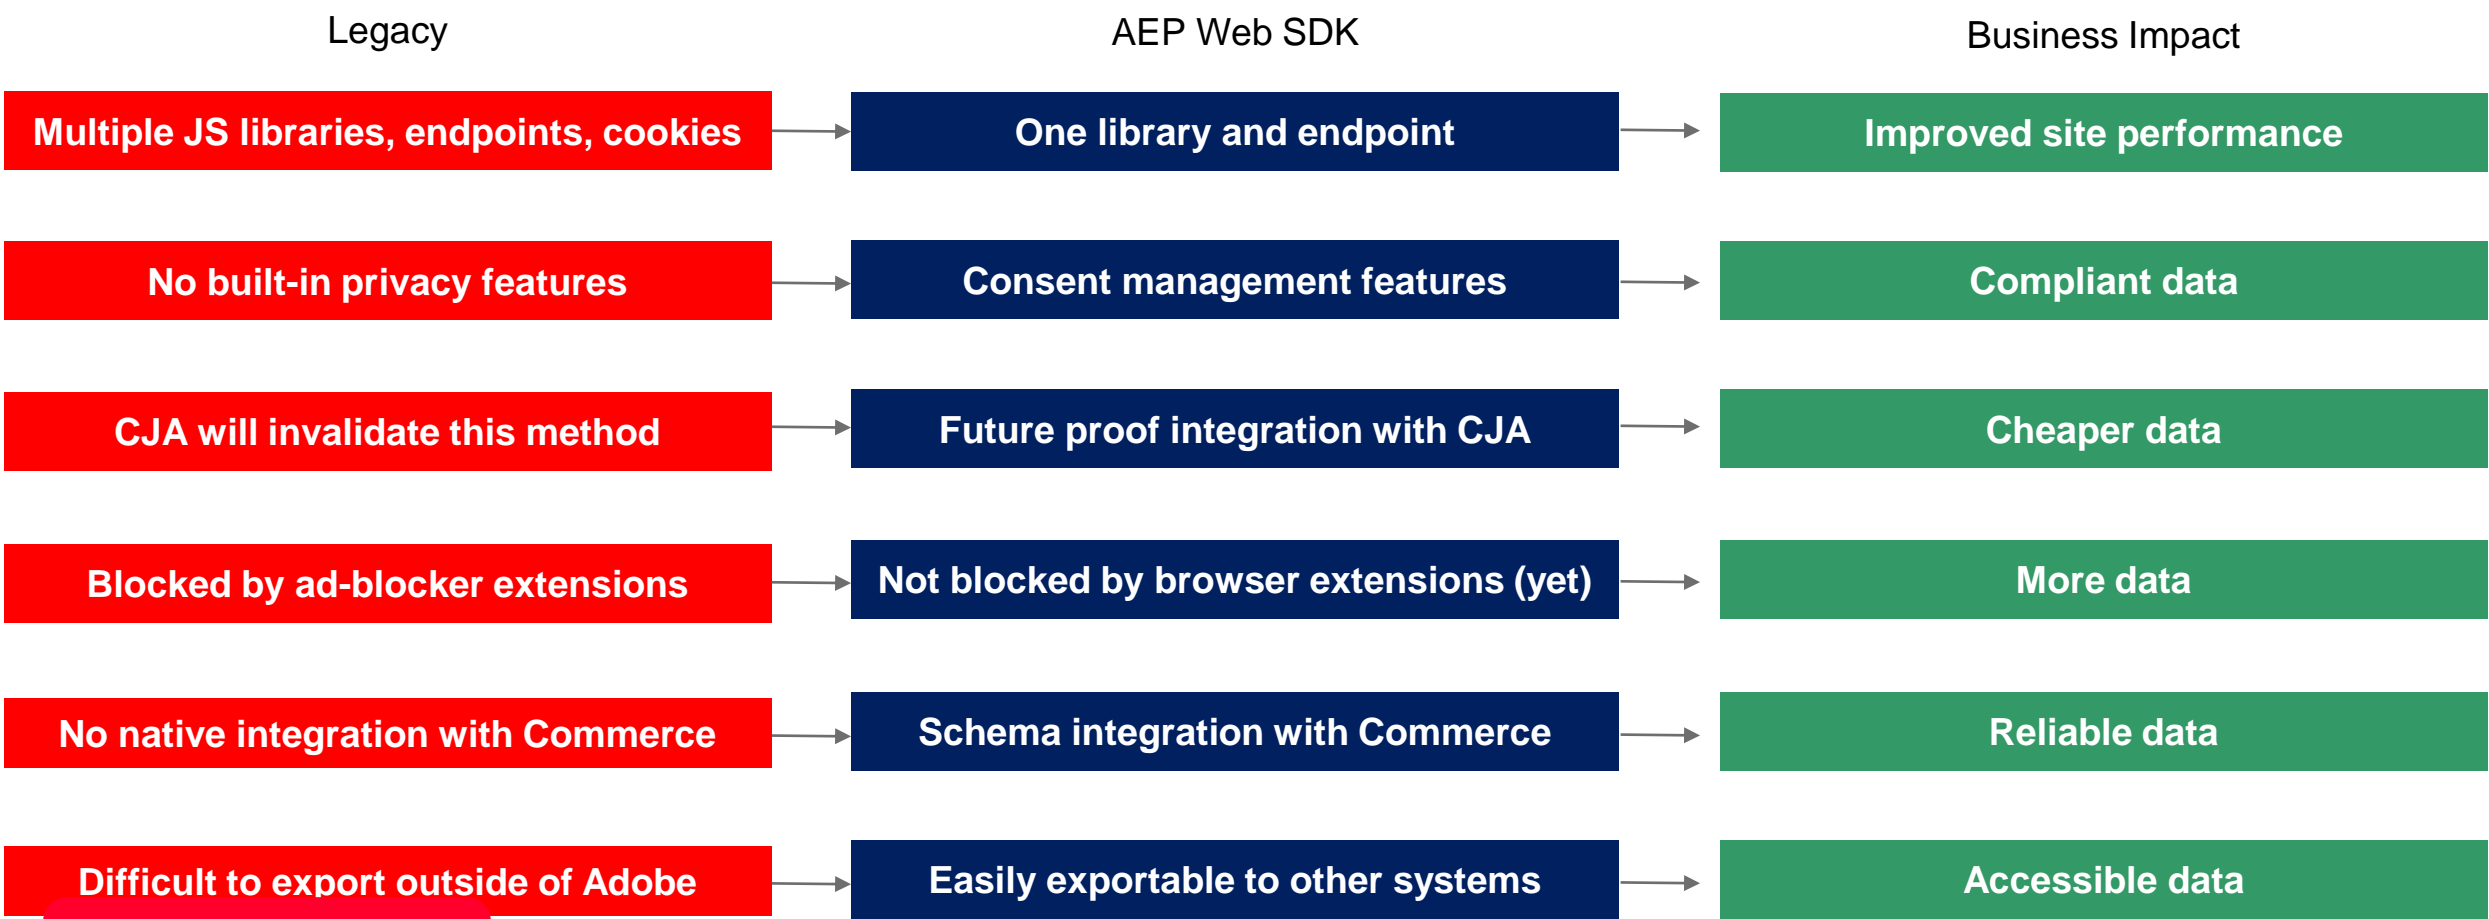 Legacy
AEP Web SDK
Business Impact
Multiple JS libraries, endpoints, cookies
One library and endpoint
Improved site performance
No built-in privacy features
Consent management features
Compliant data
CJA will invalidate this method
Future proof integration with CJA
Cheaper data
Blocked by ad-blocker extensions
Not blocked by browser extensions (yet)
More data
No native integration with Commerce
Schema integration with Commerce
Reliable data
Difficult to export outside of Adobe
Easily exportable to other systems
Accessible data